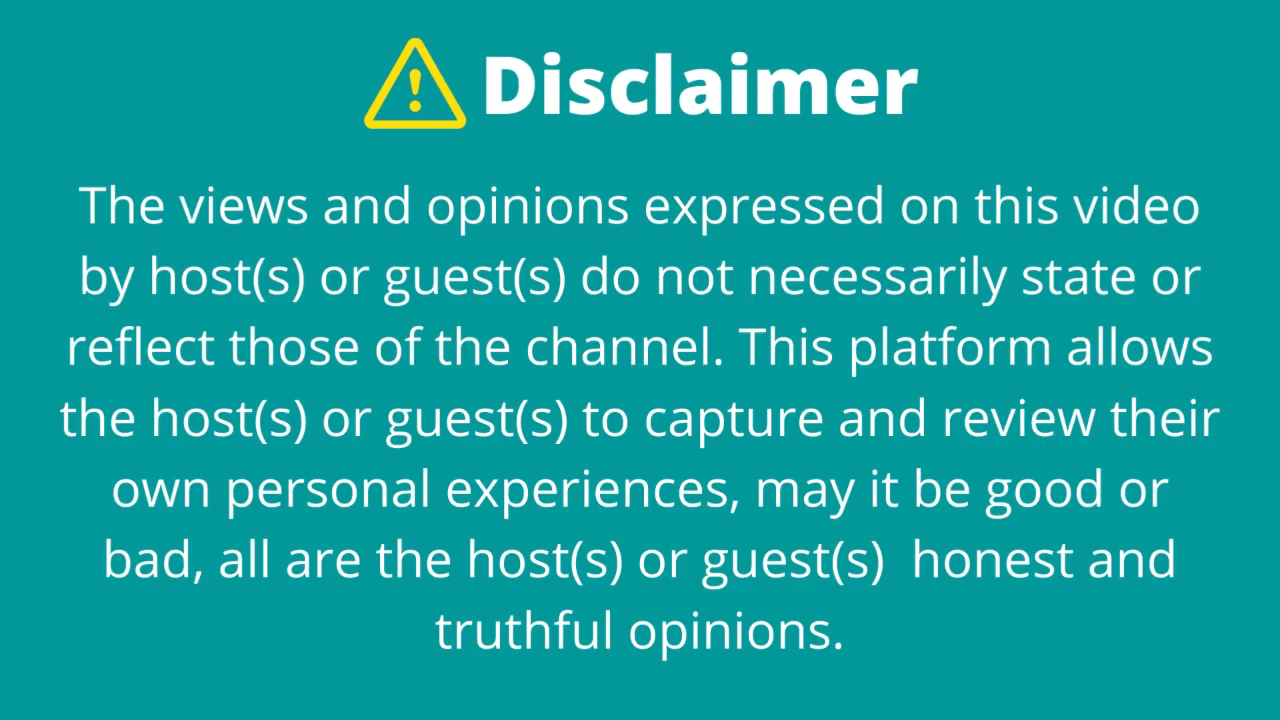 Disclaimer
The views and opinions expressed on this video
by host(s) or guest(s) do not necessarily state or
reflect those of the channel. This platform allows
the host(s) or guest(s) to capture and review their
own personal experiences, may it be good or
bad, all are the host(s) or guest(s)  honest and
truthful opinions.